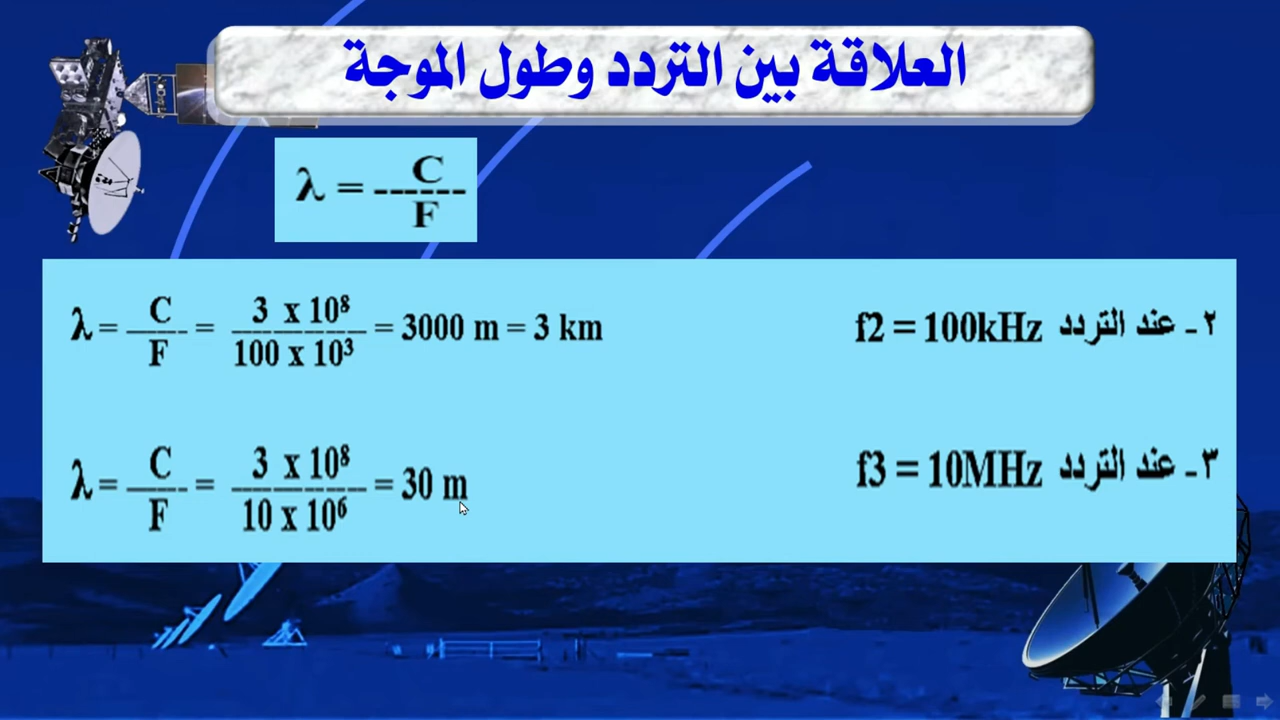 العلاقة بين التردد وطول الموجة
λ = C / F
٢ - عند التردد f2 = 100kHz
λ = C / F = 3 x 10⁸ / 100 x 10³ = 3000 m = 3 km
٣ - عند التردد f3 = 10MHz
λ = C / F = 3 x 10⁸ / 10 x 10⁶ = 30 m